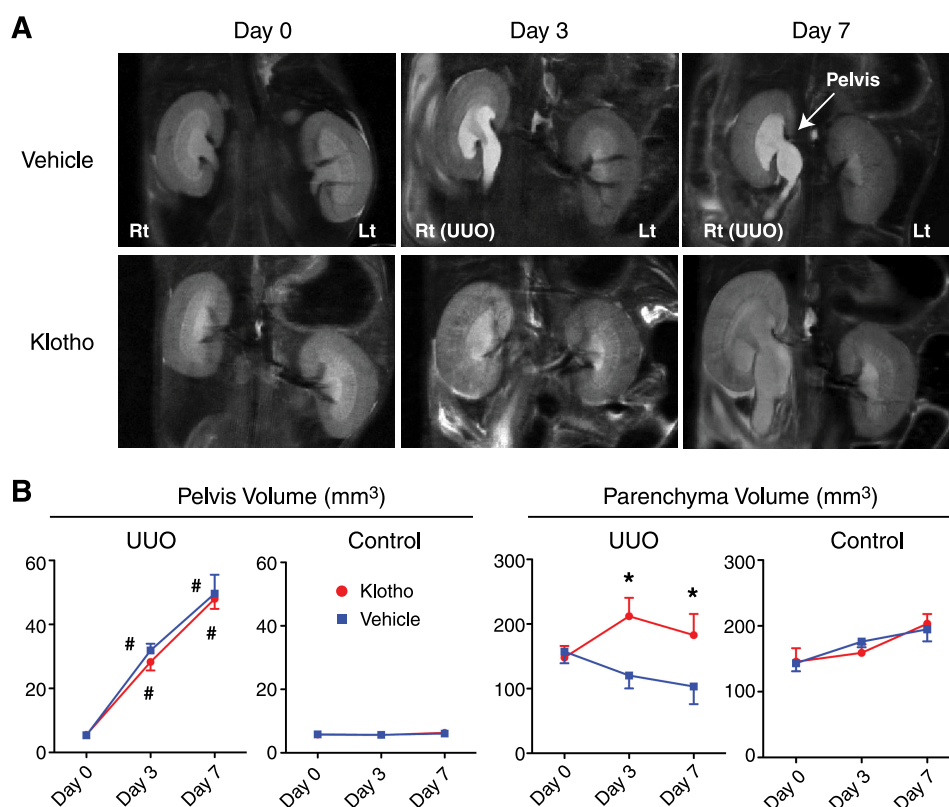 A
Day 0
Day 3
Day 7
Vehicle
Rt
Lt
Rt (UUO)
Lt
Pelvis
Rt (UUO)
Lt
Klotho
B
Pelvis Volume (mm³)
Parenchyma Volume (mm³)
UUO
Control
UUO
Control
60
40
20
0
#
#
#
#
Day 0
Day 3
Day 7
60
40
20
0
Klotho
Vehicle
Day 0
Day 3
Day 7
300
200
100
0
*
*
Day 0
Day 3
Day 7
300
200
100
0
Day 0
Day 3
Day 7